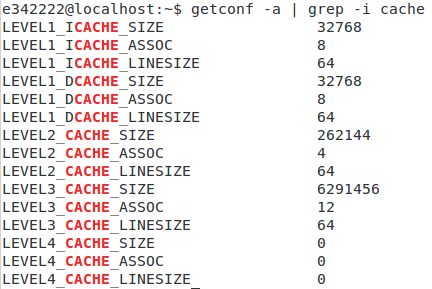 e342222@localhost:~$ getconf -a | grep -i cache
LEVEL1_ICACHE_SIZE 32768
LEVEL1_ICACHE_ASSOC 8
LEVEL1_ICACHE_LINESIZE 64
LEVEL1_DCACHE_SIZE 32768
LEVEL1_DCACHE_ASSOC 8
LEVEL1_DCACHE_LINESIZE 64
LEVEL2_CACHE_SIZE 262144
LEVEL2_CACHE_ASSOC 4
LEVEL2_CACHE_LINESIZE 64
LEVEL3_CACHE_SIZE 6291456
LEVEL3_CACHE_ASSOC 12
LEVEL3_CACHE_LINESIZE 64
LEVEL4_CACHE_SIZE 0
LEVEL4_CACHE_ASSOC 0
LEVEL4_CACHE_LINESIZE 0